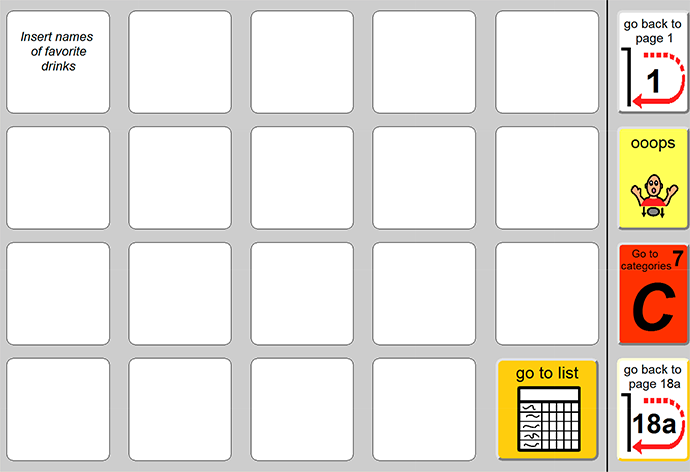 Insert names
of favorite
drinks
go back to
page 1
1
ooops
Go to
categories 7
C
go to list
go back to
page 18a
18a